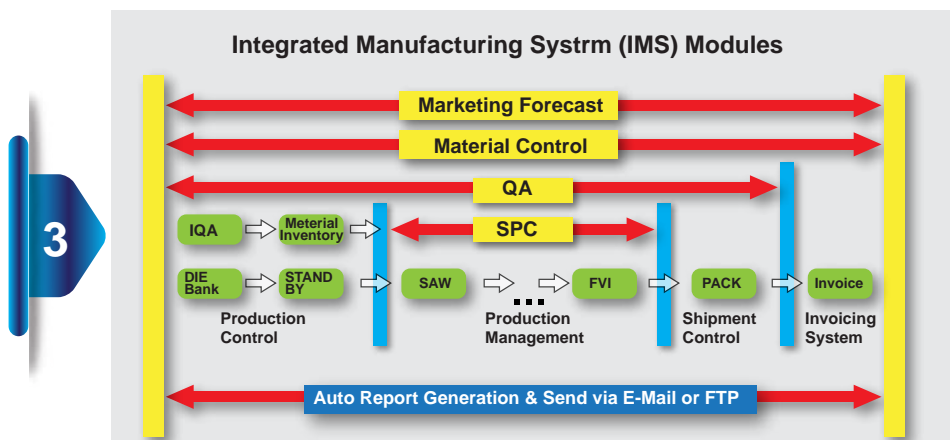 Integrated Manufacturing Systrm (IMS) Modules
3
Marketing Forecast
Material Control
QA
IQA
Meterial
Inventory
SPC
DIE
Bank
STAND
BY
SAW
...
FVI
PACK
Invoice
Production
Control
Production
Management
Shipment
Control
Invoicing
System
Auto Report Generation & Send via E-Mail or FTP